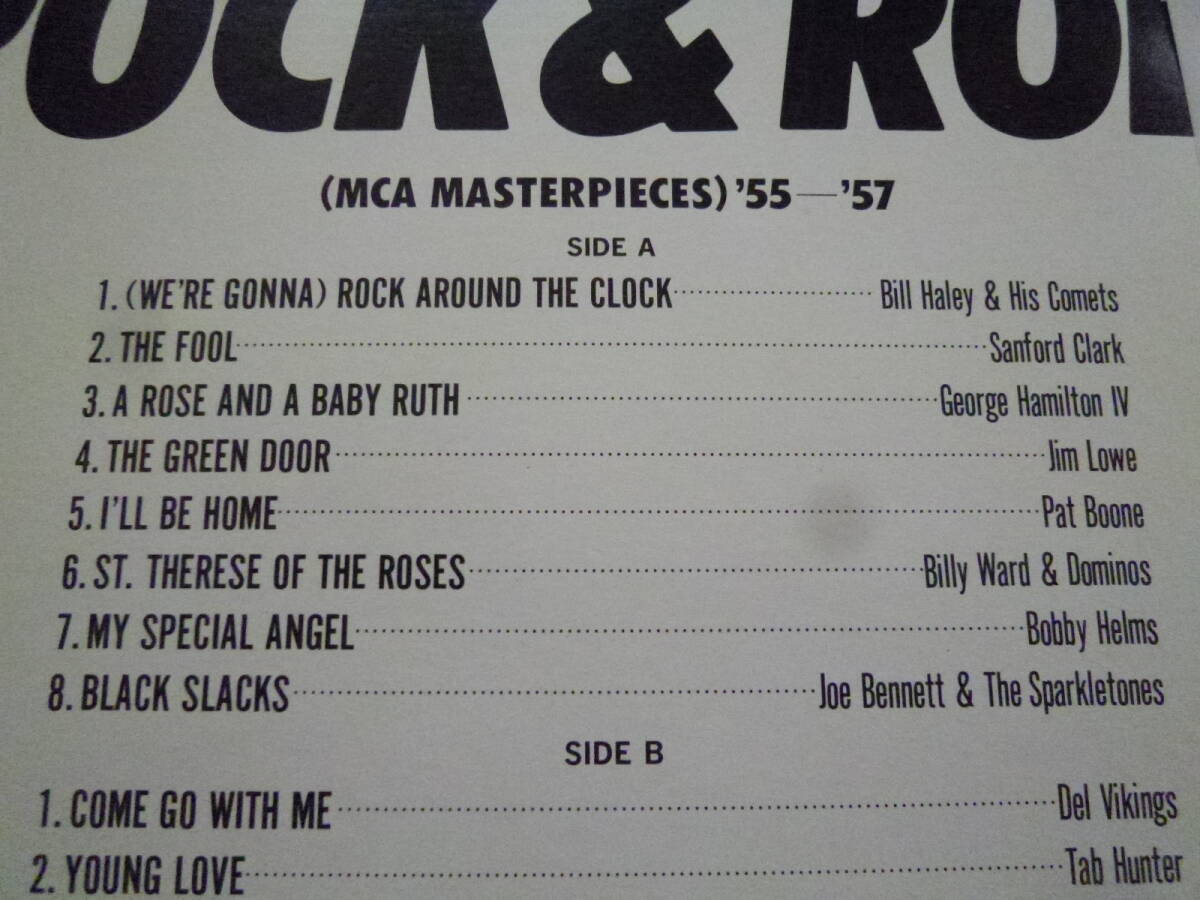 ROCK & ROL
(MCA MASTERPIECES) '55—'57
SIDE A
1. (WE'RE GONNA) ROCK AROUND THE CLOCK Bill Haley & His Comets
2. THE FOOL Sanford Clark
3. A ROSE AND A BABY RUTH George Hamilton IV
4. THE GREEN DOOR Jim Lowe
5. I'LL BE HOME Pat Boone
6. ST. THERESE OF THE ROSES Billy Ward & Dominos
7. MY SPECIAL ANGEL Bobby Helms
8. BLACK SLACKS Joe Bennett & The Sparkletones
SIDE B
1. COME GO WITH ME Del Vikings
2. YOUNG LOVE Tab Hunter